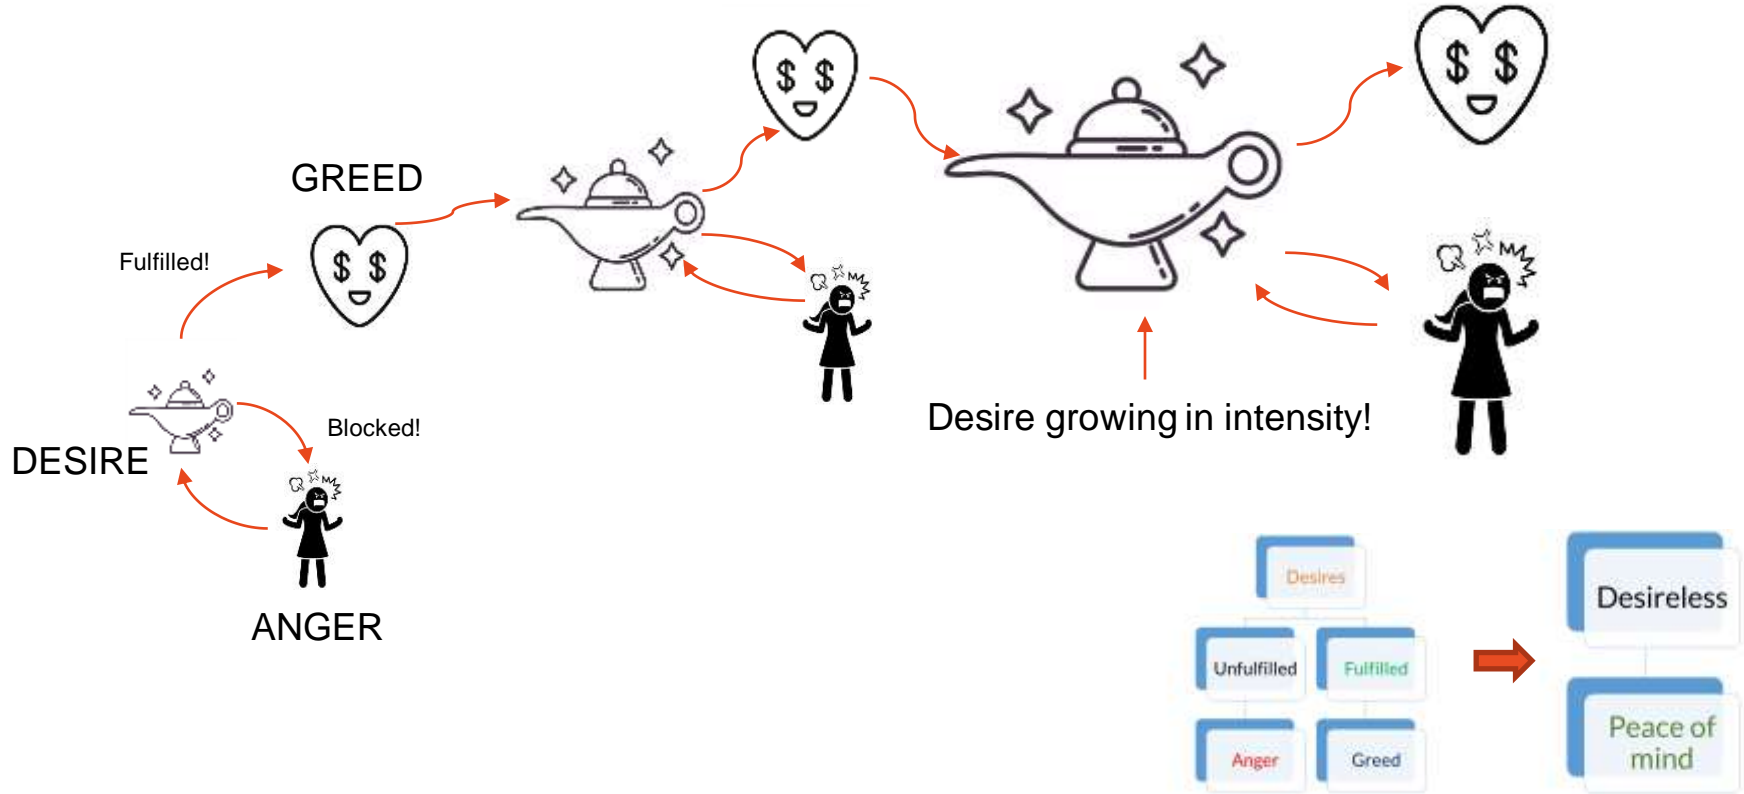 GREED
Fulfilled!
Blocked!
DESIRE
ANGER
$ $
$ $
$ $
Desire growing in intensity!
Desires
Unfulfilled
Fulfilled
Anger
Greed
Desireless
Peace of
mind